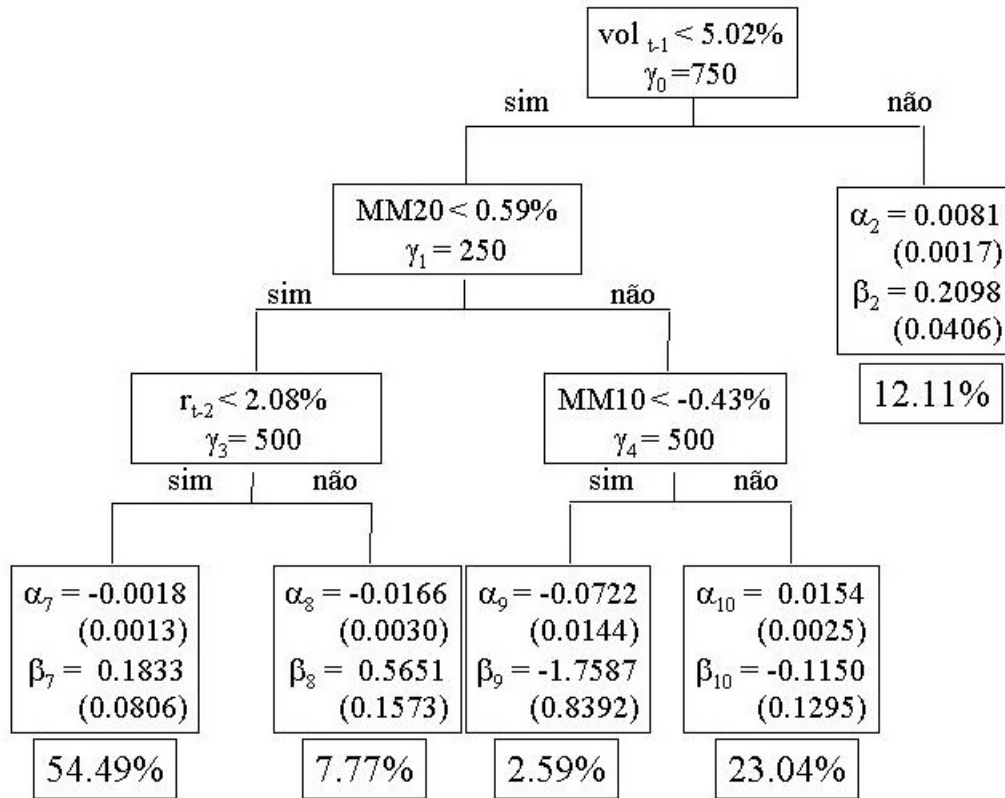 vol t-1 < 5.02%
γ0 =750
sim
não
MM20 < 0.59%
γ1 = 250
α2 = 0.0081
(0.0017)
β2 = 0.2098
(0.0406)
12.11%
sim
não
rt-2 < 2.08%
γ3= 500
MM10 < -0.43%
γ4= 500
sim
não
sim
não
α7 = -0.0018
(0.0013)
β7 = 0.1833
(0.0806)
54.49%
α8 = -0.0166
(0.0030)
β8 = 0.5651
(0.1573)
7.77%
α9 = -0.0722
(0.0144)
β9 = -1.7587
(0.8392)
2.59%
α10 = 0.0154
(0.0025)
β10 = -0.1150
(0.1295)
23.04%